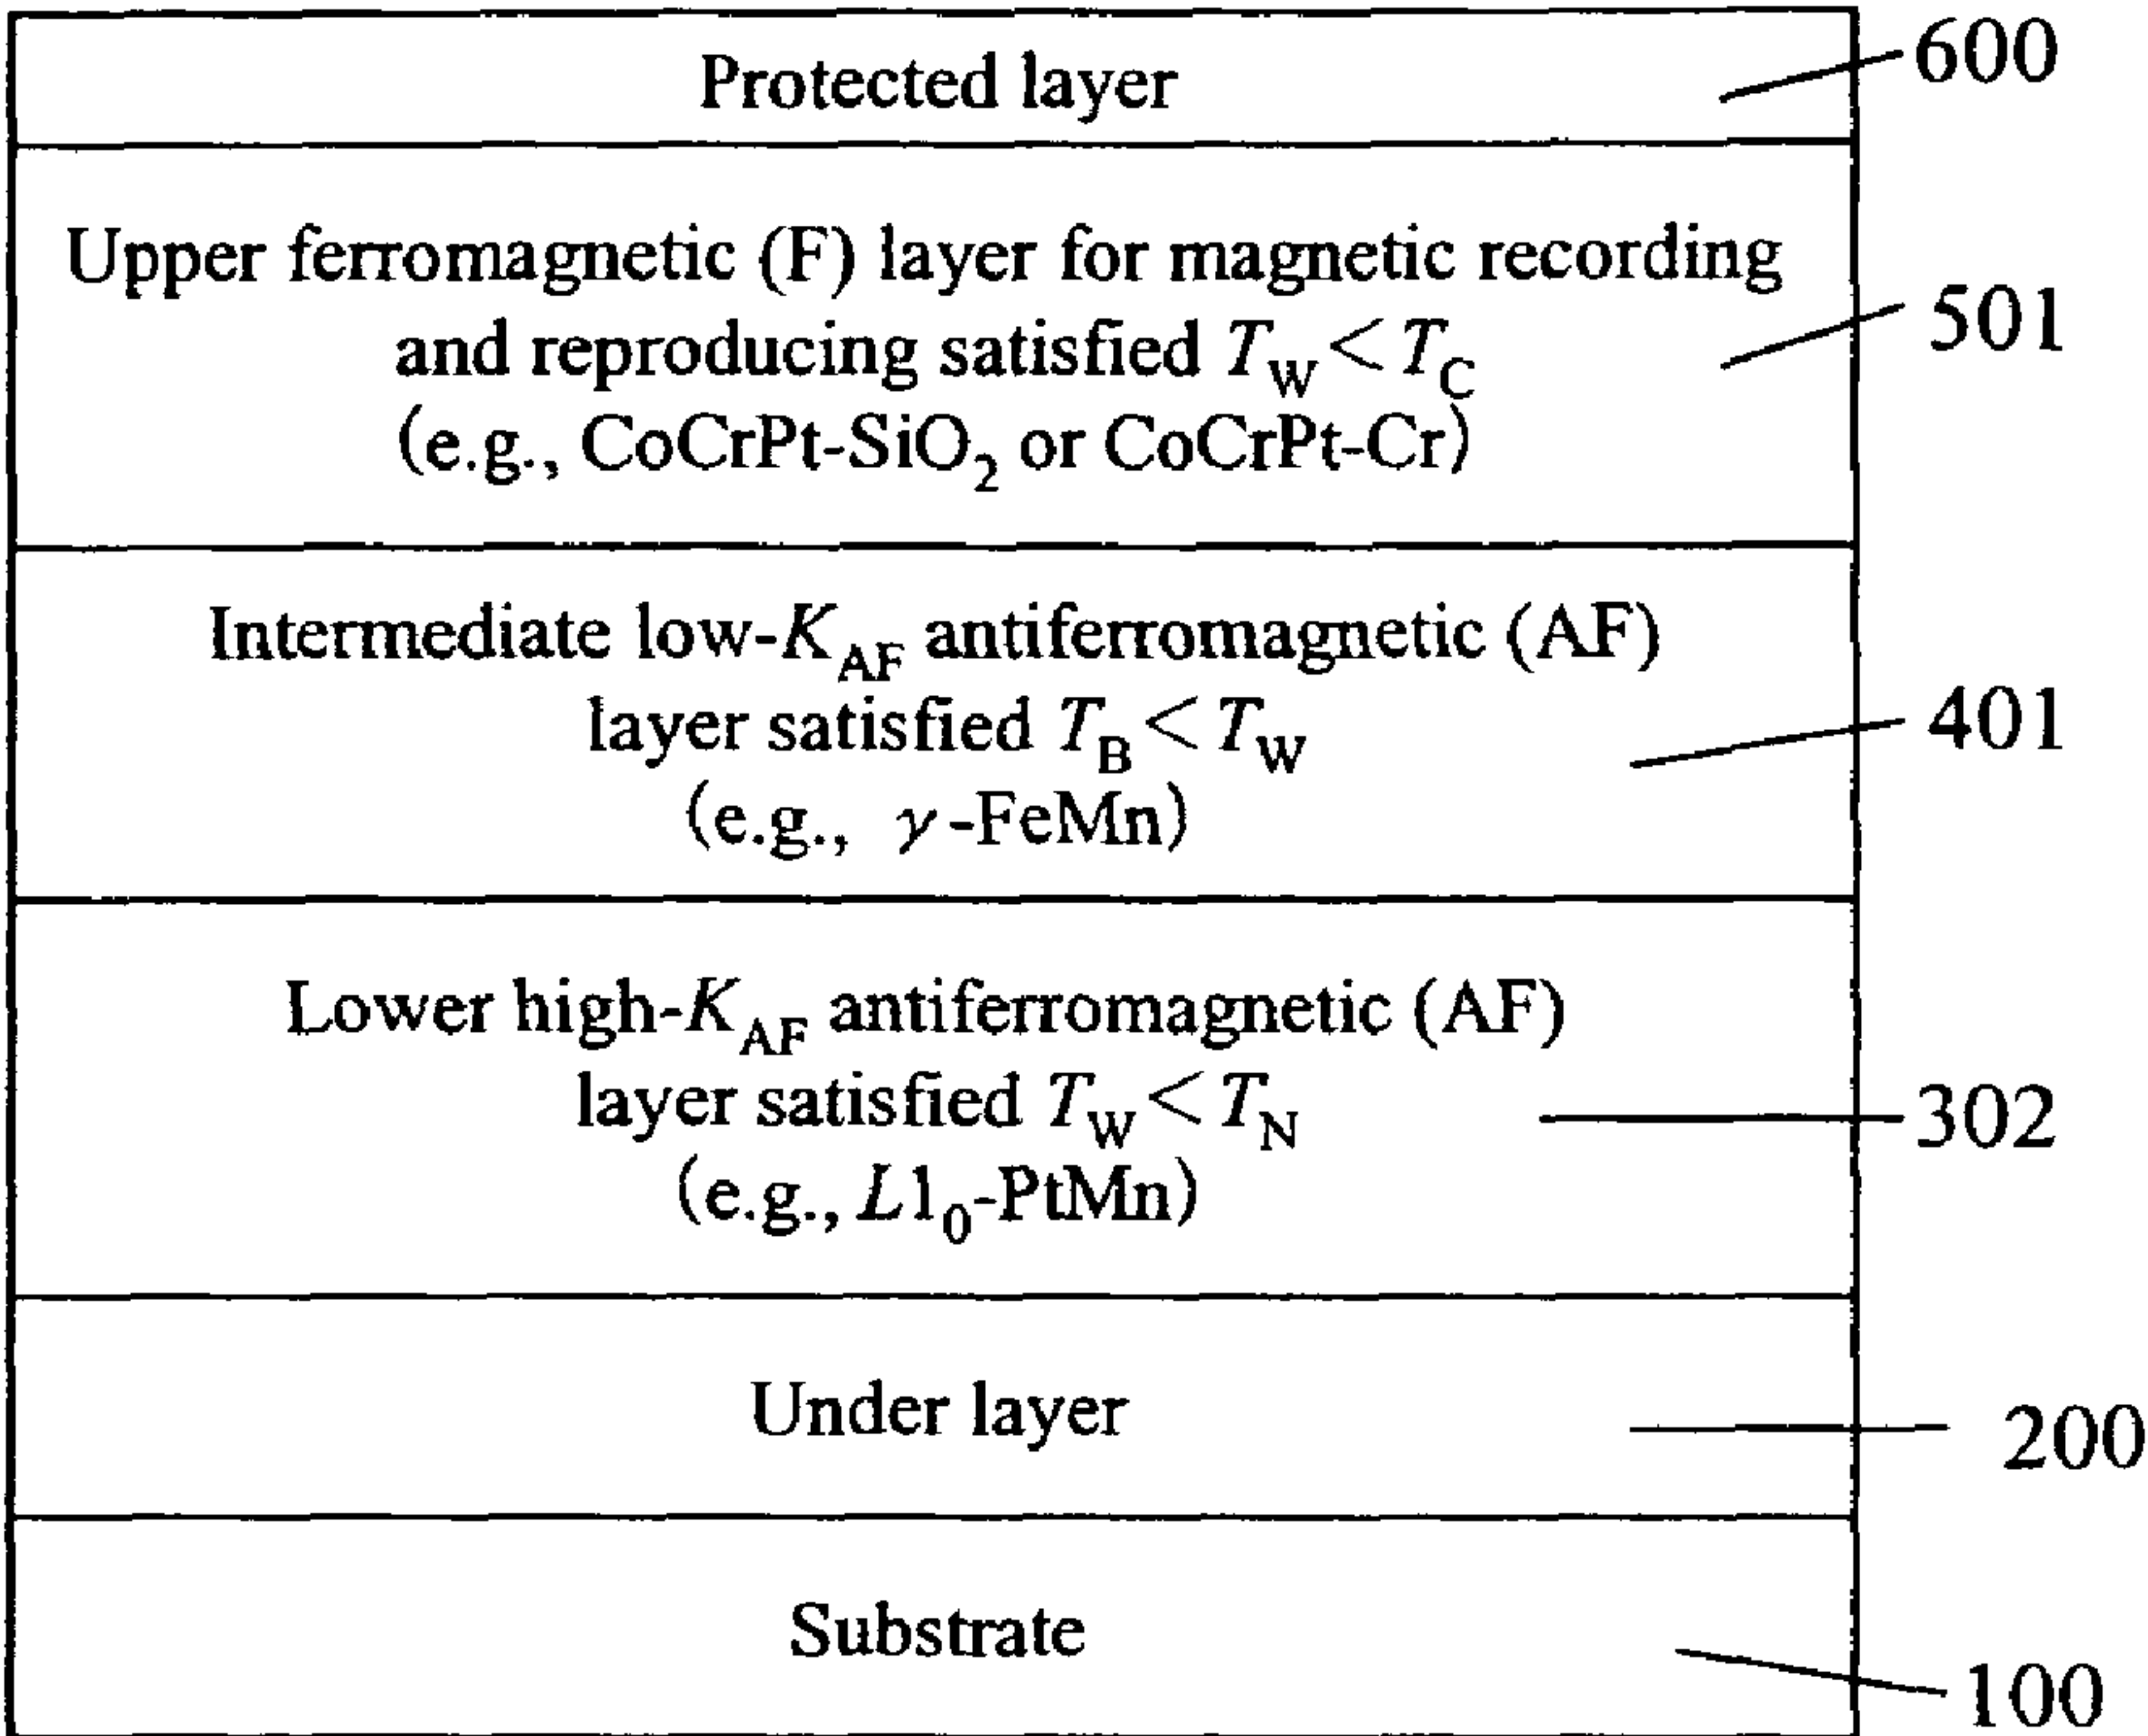 Protected layer
600
Upper ferromagnetic (F) layer for magnetic recording
and reproducing satisfied T_W < T_C
(e.g., CoCrPt-SiO₂ or CoCrPt-Cr)
501
Intermediate low-K_AF antiferromagnetic (AF)
layer satisfied T_B < T_W
(e.g., γ-FeMn)
401
Lower high-K_AF antiferromagnetic (AF)
layer satisfied T_W < T_N
(e.g., L1₀-PtMn)
302
Under layer
200
Substrate
100